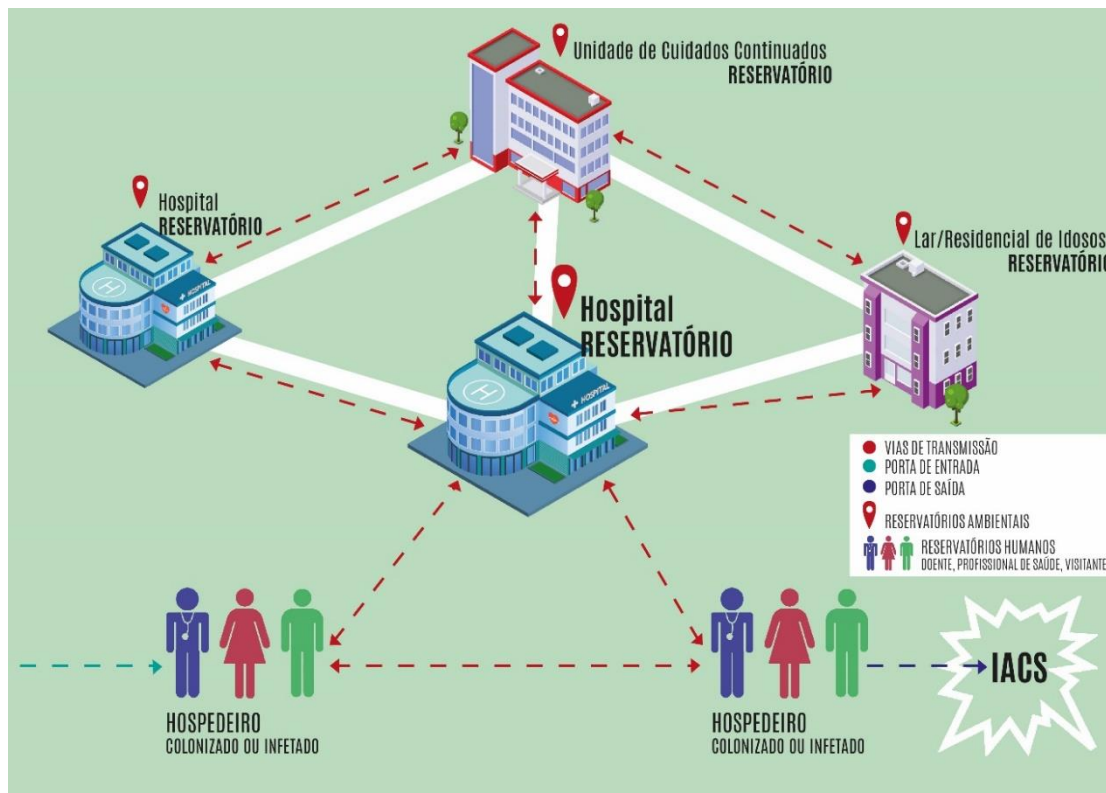 Unidade de Cuidados Continuados
RESERVATÓRIO
Hospital
RESERVATÓRIO
Lar/Residencial de Idosos
RESERVATÓRIO
Hospital
RESERVATÓRIO
H
HOSPITAL
H
HOSPITAL
VIAS DE TRANSMISSÃO
PORTA DE ENTRADA
PORTA DE SAÍDA
RESERVATÓRIOS AMBIENTAIS
RESERVATÓRIOS HUMANOS
DOENTE, PROFISSIONAL DE SAÚDE, VISITANTE
HOSPEDEIRO
COLONIZADO OU INFETADO
HOSPEDEIRO
COLONIZADO OU INFETADO
IACS